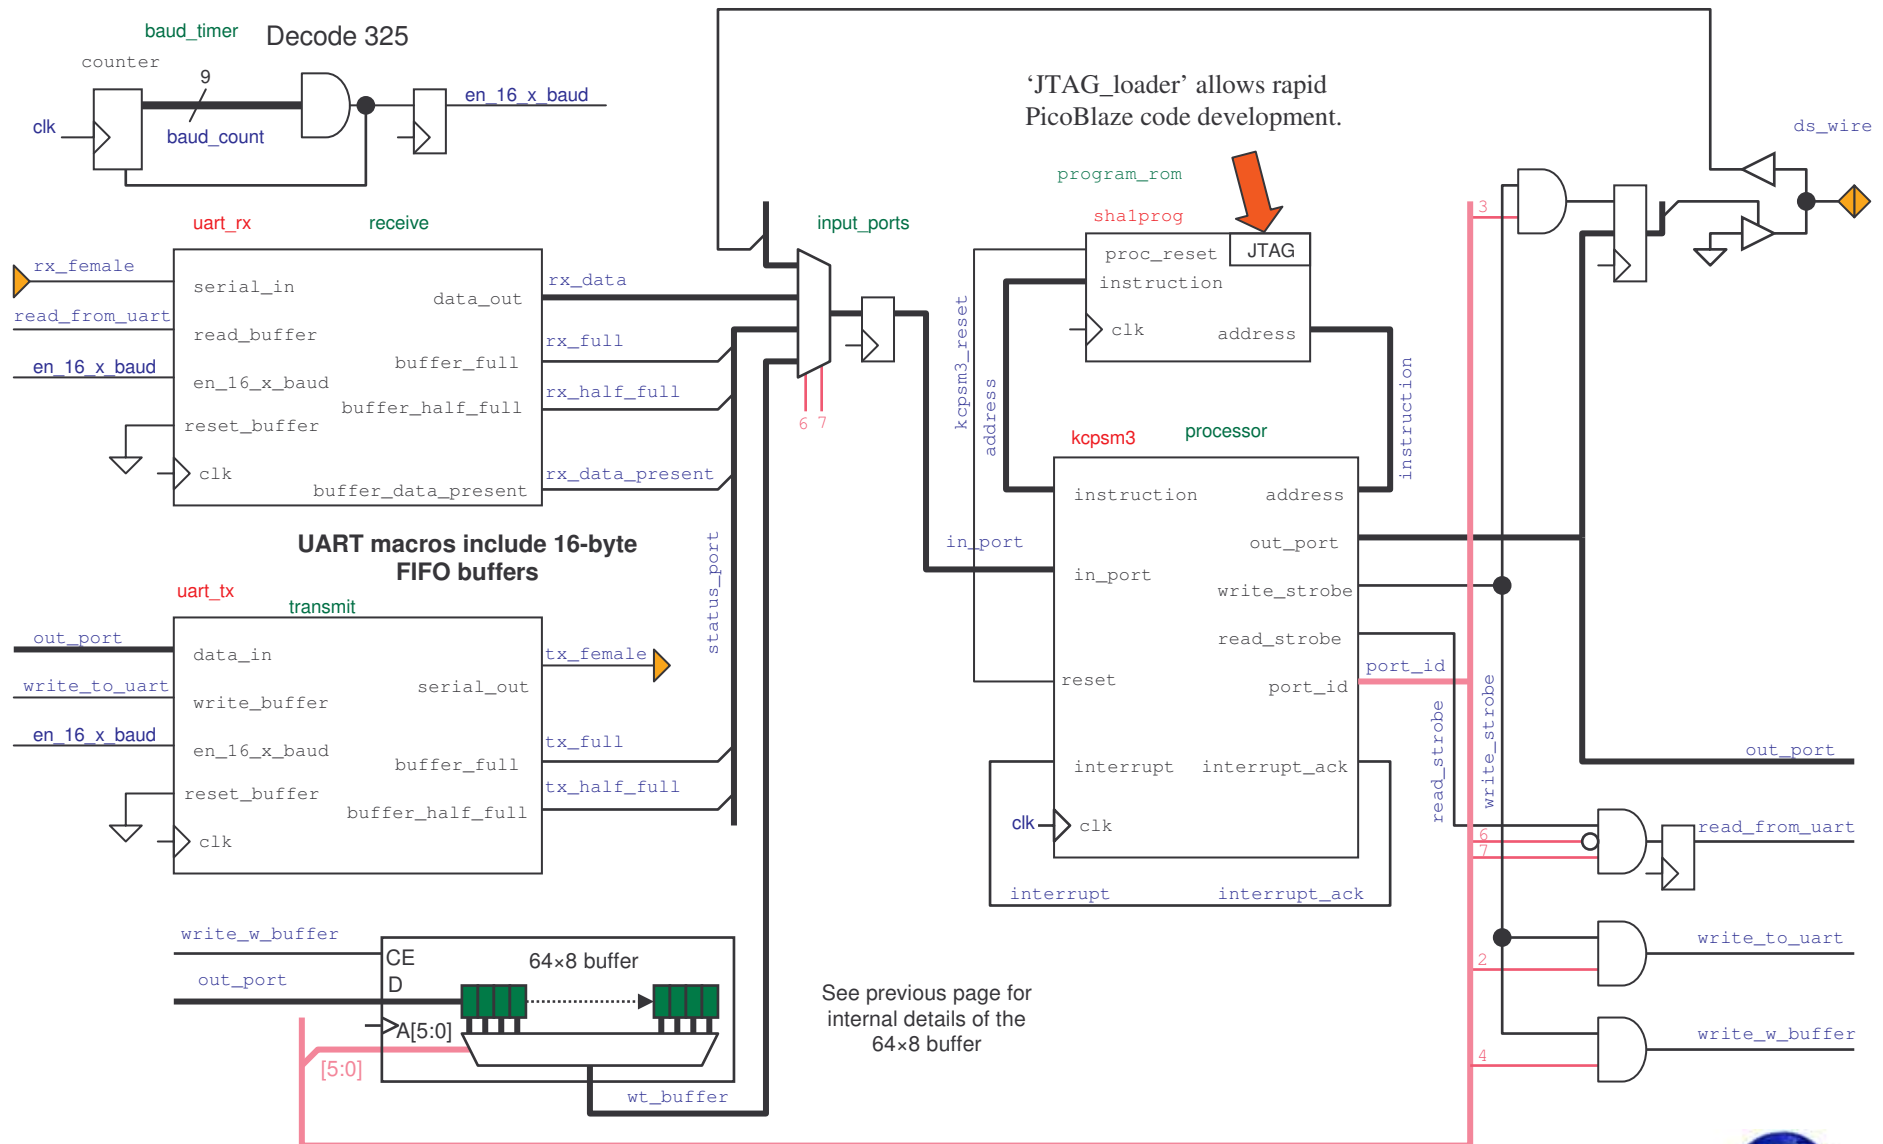 baud_timer
Decode 325
counter
9
clk
baud_count
en_16_x_baud
'JTAG_loader' allows rapid
PicoBlaze code development.
ds_wire
program_rom
sha1prog
JTAG
proc_reset
instruction
clk
address
kcpsm3_reset
address
instruction
3
uart_rx
receive
input_ports
rx_female
serial_in
read_from_uart
read_buffer
en_16_x_baud
en_16_x_baud
reset_buffer
clk
data_out
rx_data
buffer_full
rx_full
buffer_half_full
rx_half_full
buffer_data_present
rx_data_present
6 7
UART macros include 16-byte
FIFO buffers
status_port
in_port
kcpsm3
processor
instruction
address
out_port
in_port
write_strobe
read_strobe
reset
port_id
port_id
interrupt
interrupt_ack
clk
clk
interrupt
interrupt_ack
read_strobe
write_strobe
out_port
uart_tx
transmit
out_port
data_in
write_to_uart
write_buffer
en_16_x_baud
en_16_x_baud
reset_buffer
clk
tx_female
serial_out
tx_full
buffer_full
tx_half_full
buffer_half_full
6
7
read_from_uart
2
write_to_uart
4
write_w_buffer
write_w_buffer
CE
out_port
D
64×8 buffer
A[5:0]
[5:0]
wt_buffer
See previous page for
internal details of the
64×8 buffer